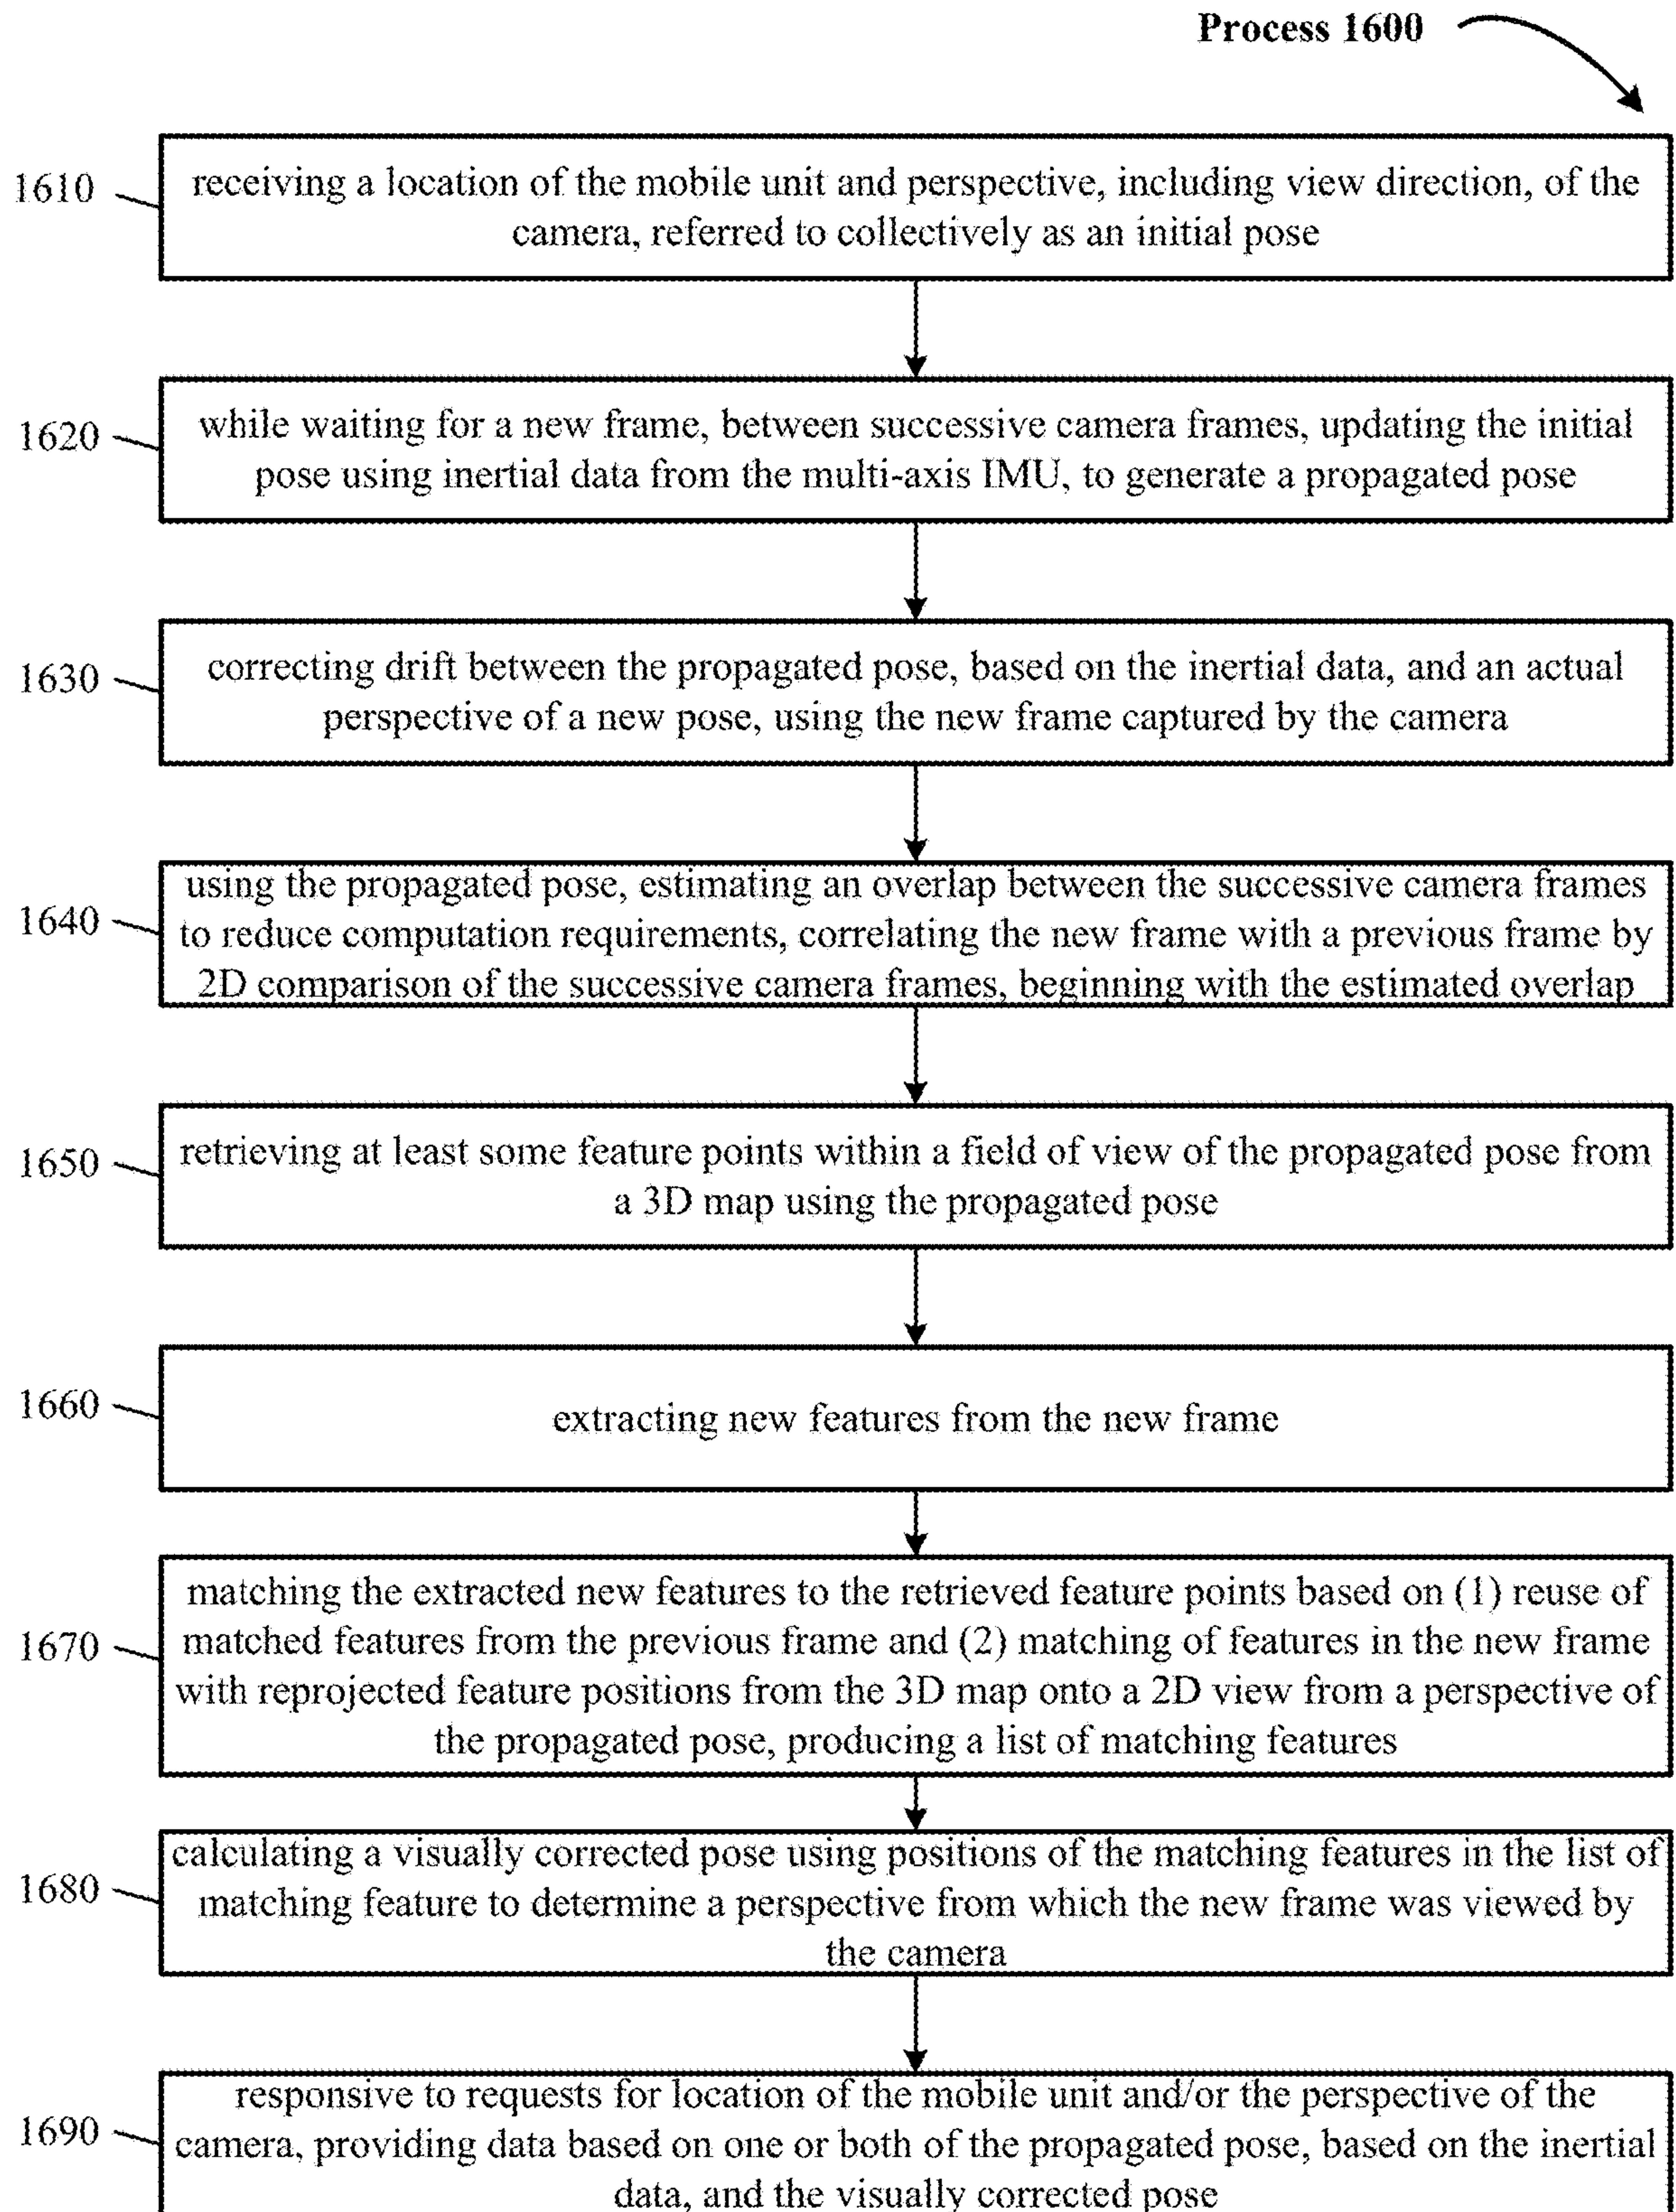 Process 1600
1610
receiving a location of the mobile unit and perspective, including view direction, of the
camera, referred to collectively as an initial pose
1620
while waiting for a new frame, between successive camera frames, updating the initial
pose using inertial data from the multi-axis IMU, to generate a propagated pose
1630
correcting drift between the propagated pose, based on the inertial data, and an actual
perspective of a new pose, using the new frame captured by the camera
1640
using the propagated pose, estimating an overlap between the successive camera frames
to reduce computation requirements, correlating the new frame with a previous frame by
2D comparison of the successive camera frames, beginning with the estimated overlap
1650
retrieving at least some feature points within a field of view of the propagated pose from
a 3D map using the propagated pose
1660
extracting new features from the new frame
1670
matching the extracted new features to the retrieved feature points based on (1) reuse of
matched features from the previous frame and (2) matching of features in the new frame
with reprojected feature positions from the 3D map onto a 2D view from a perspective of
the propagated pose, producing a list of matching features
1680
calculating a visually corrected pose using positions of the matching features in the list of
matching feature to determine a perspective from which the new frame was viewed by
the camera
1690
responsive to requests for location of the mobile unit and/or the perspective of the
camera, providing data based on one or both of the propagated pose, based on the inertial
data, and the visually corrected pose